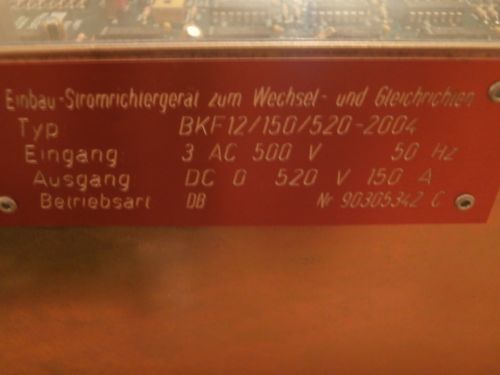 Einbau-Stromrichtergerät zum Wechsel- und Gleichrichten
Typ BKF12/150/520-2004
Eingang 3 AC 500 V 50 Hz
Ausgang DC 0 520 V 150 A
Betriebsart DB Nr 90305342 C